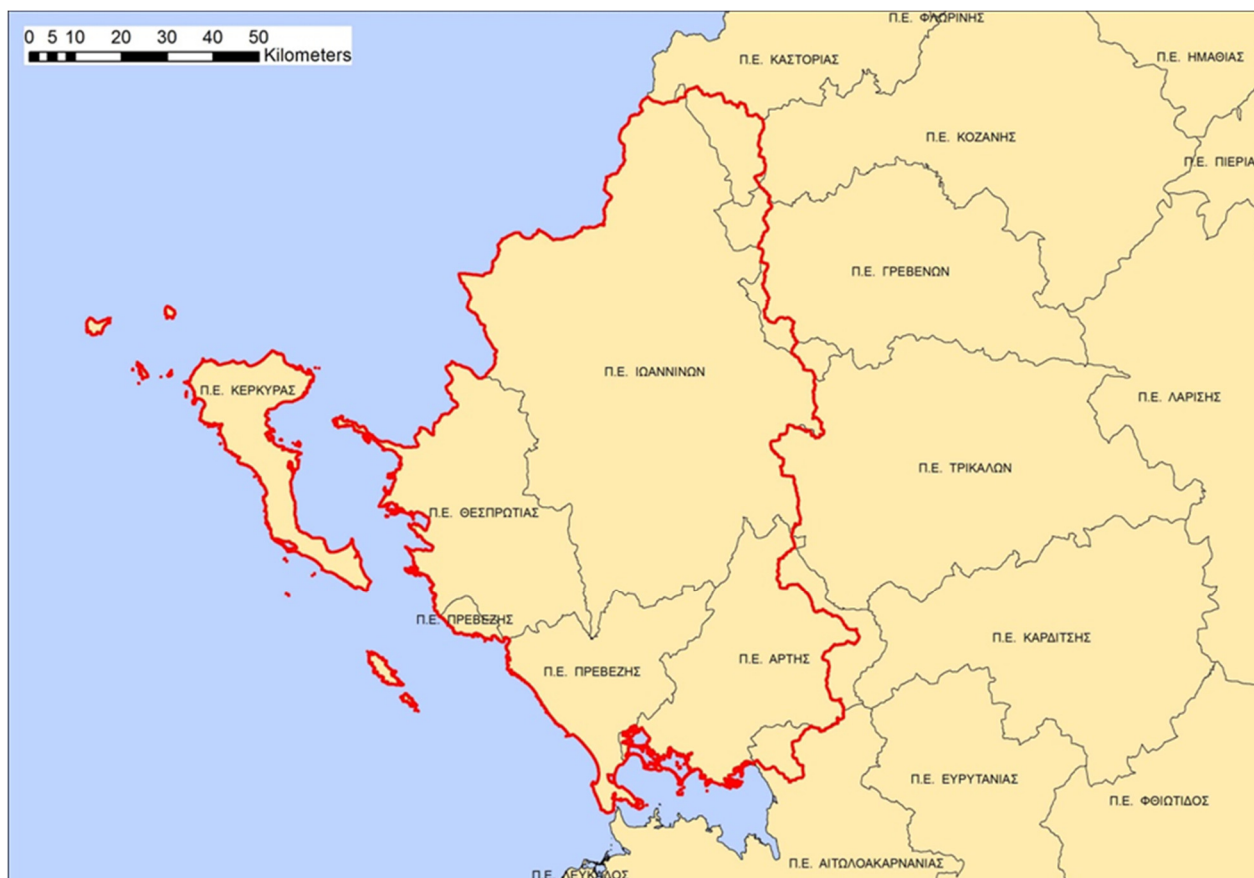 0 5 10 20 30 40 50
Kilometers
Π.Ε. ΦΛΩΡΙΝΗΣ
Π.Ε. ΚΑΣΤΟΡΙΑΣ
Π.Ε. ΗΜΑΘΙΑΣ
Π.Ε. ΚΟΖΑΝΗΣ
Π.Ε. ΠΙΕΡΙΑ
Π.Ε. ΓΡΕΒΕΝΩΝ
Π.Ε. ΙΩΑΝΝΙΝΩΝ
Π.Ε. ΚΕΡΚΥΡΑΣ
Π.Ε. ΛΑΡΙΣΗΣ
Π.Ε. ΤΡΙΚΑΛΩΝ
Π.Ε. ΘΕΣΠΡΩΤΙΑΣ
Π.Ε. ΠΡΕΒΕΖΗΣ
Π.Ε. ΚΑΡΔΙΤΣΗΣ
Π.Ε. ΑΡΤΗΣ
Π.Ε. ΠΡΕΒΕΖΗΣ
Π.Ε. ΕΥΡΥΤΑΝΙΑΣ
Π.Ε. ΦΘΙΩΤΙΔΟΣ
Π.Ε. ΑΙΤΩΛΟΑΚΑΡΝΑΝΙΑΣ
Π.Ε. ΛΕΥΚΑΔΟΣ